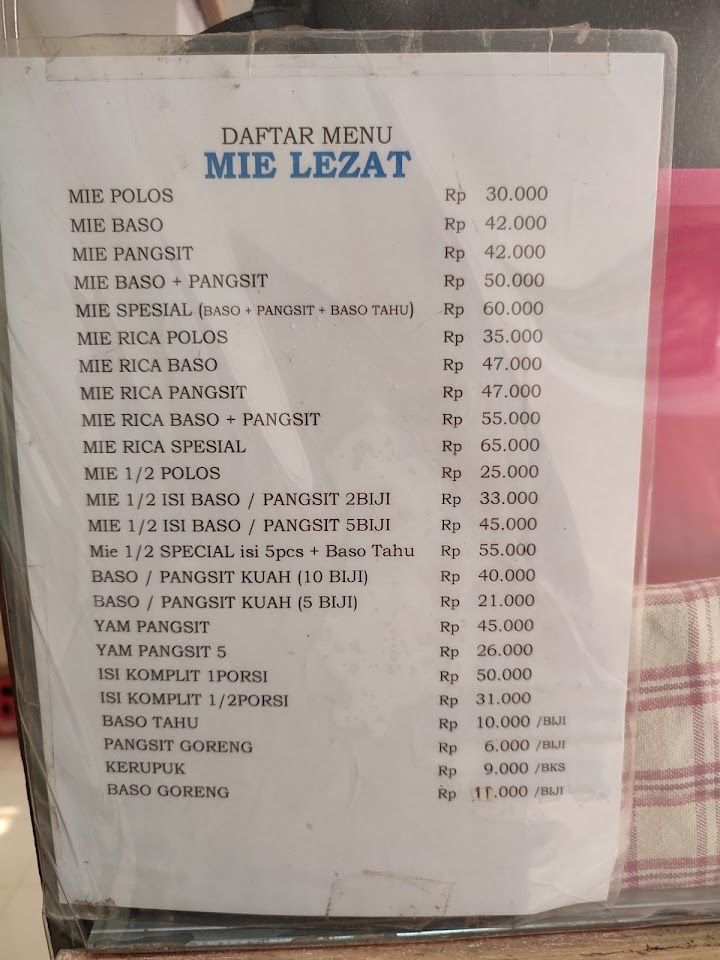 DAFTAR MENU
MIE LEZAT
MIE POLOS Rp 30.000
MIE BASO Rp 42.000
MIE PANGSIT Rp 42.000
MIE BASO + PANGSIT Rp 50.000
MIE SPESIAL (BASO + PANGSIT + BASO TAHU) Rp 60.000
MIE RICA POLOS Rp 35.000
MIE RICA BASO Rp 47.000
MIE RICA PANGSIT Rp 47.000
MIE RICA BASO + PANGSIT Rp 55.000
MIE RICA SPESIAL Rp 65.000
MIE 1/2 POLOS Rp 25.000
MIE 1/2 ISI BASO / PANGSIT 2BIJI Rp 33.000
MIE 1/2 ISI BASO / PANGSIT 5BIJI Rp 45.000
Mie 1/2 SPECIAL isi 5pcs + Baso Tahu Rp 55.000
BASO / PANGSIT KUAH (10 BIJI) Rp 40.000
BASO / PANGSIT KUAH (5 BIJI) Rp 21.000
YAM PANGSIT Rp 45.000
YAM PANGSIT 5 Rp 26.000
ISI KOMPLIT 1PORSI Rp 50.000
ISI KOMPLIT 1/2PORSI Rp 31.000
BASO TAHU Rp 10.000 /BIJI
PANGSIT GORENG Rp 6.000 /BIJI
KERUPUK Rp 9.000 /BKS
BASO GORENG Rp 11.000 /BIJI